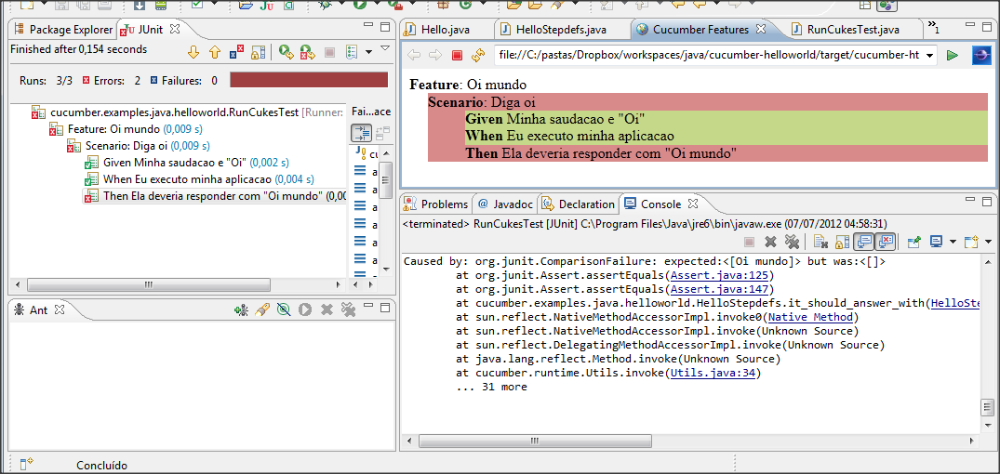 Package Explorer JUnit
Finished after 0,154 seconds
Runs: 3/3 Errors: 2 Failures: 0
cucumber.examples.java.helloworld.RunCukesTest [Runner:
Feature: Oi mundo (0,009 s)
Scenario: Diga oi (0,009 s)
Given Minha saudacao e "Oi" (0,002 s)
When Eu executo minha aplicacao (0,004 s)
Then Ela deveria responder com "Oi mundo" (0,00
Fai...ace
cu
a
a
a
a
a
a
a
Ant
Hello.java HelloStepdefs.java Cucumber Features RunCukesTest.java »1
file://C:/pastas/Dropbox/workspaces/java/cucumber-helloworld/target/cucumber-ht
Feature: Oi mundo
Scenario: Diga oi
Given Minha saudacao e "Oi"
When Eu executo minha aplicacao
Then Ela deveria responder com "Oi mundo"
Problems @ Javadoc Declaration Console
<terminated> RunCukesTest [JUnit] C:\Program Files\Java\jre6\bin\javaw.exe (07/07/2012 04:58:31)
Caused by: org.junit.ComparisonFailure: expected:<[Oi mundo]> but was:<[]>
at org.junit.Assert.assertEquals(Assert.java:125)
at org.junit.Assert.assertEquals(Assert.java:147)
at cucumber.examples.java.helloworld.HelloStepdefs.it_should_answer_with(HelloSte
at sun.reflect.NativeMethodAccessorImpl.invoke0(Native Method)
at sun.reflect.NativeMethodAccessorImpl.invoke(Unknown Source)
at sun.reflect.DelegatingMethodAccessorImpl.invoke(Unknown Source)
at java.lang.reflect.Method.invoke(Unknown Source)
at cucumber.runtime.Utils.invoke(Utils.java:34)
... 31 more
Concluído